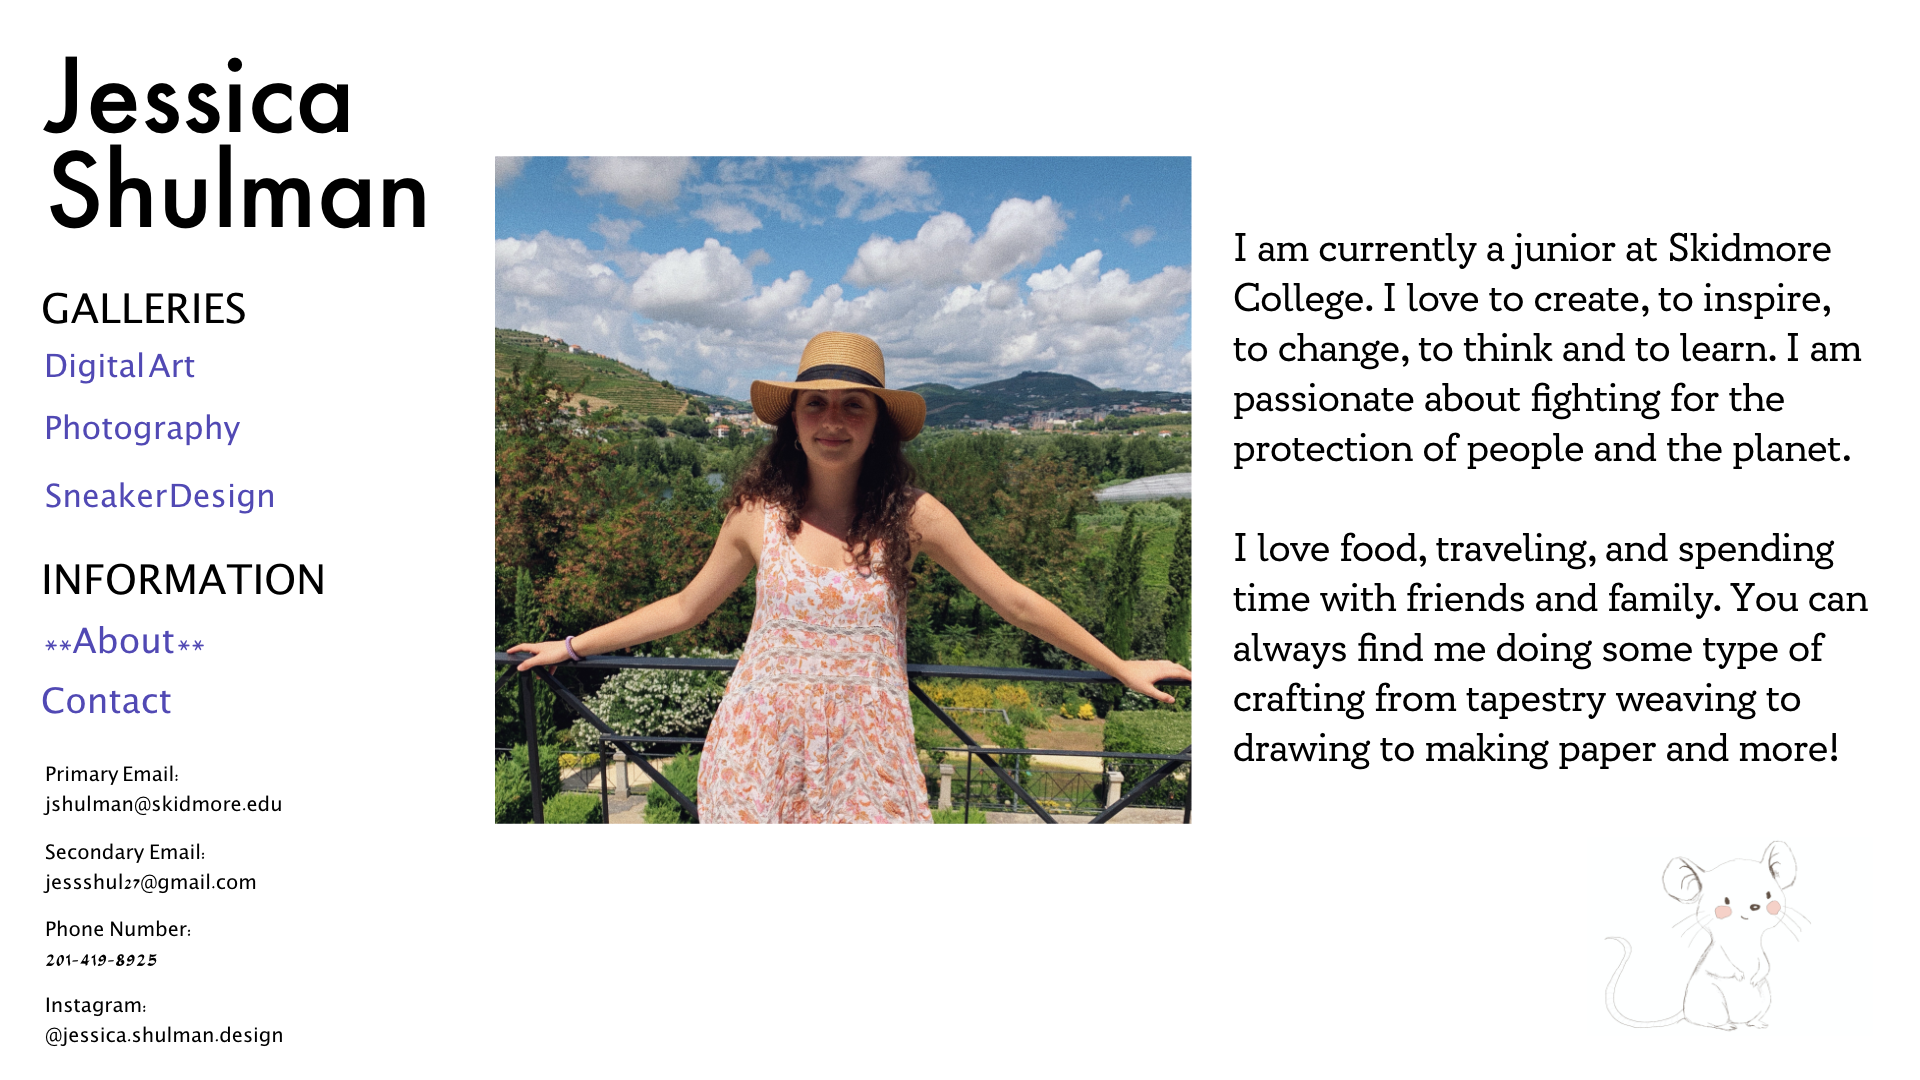 Jessica
Shulman
GALLERIES
Digital Art
Photography
SneakerDesign
INFORMATION
**About**
Contact
Primary Email:
jshulman@skidmore.edu
Secondary Email:
jessshul27@gmail.com
Phone Number:
201-419-8925
Instagram:
@jessica.shulman.design
I am currently a junior at Skidmore
College. I love to create, to inspire,
to change, to think and to learn. I am
passionate about fighting for the
protection of people and the planet.
I love food, traveling, and spending
time with friends and family. You can
always find me doing some type of
crafting from tapestry weaving to
drawing to making paper and more!